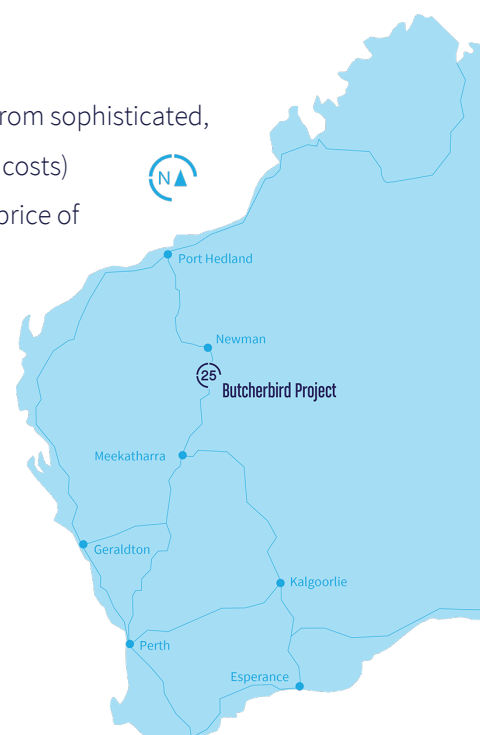 rom sophisticated,
costs)
N
price of
Port Hedland
Newman
25
Butcherbird Project
Meekatharra
Geraldton
Kalgoorlie
Perth
Esperance